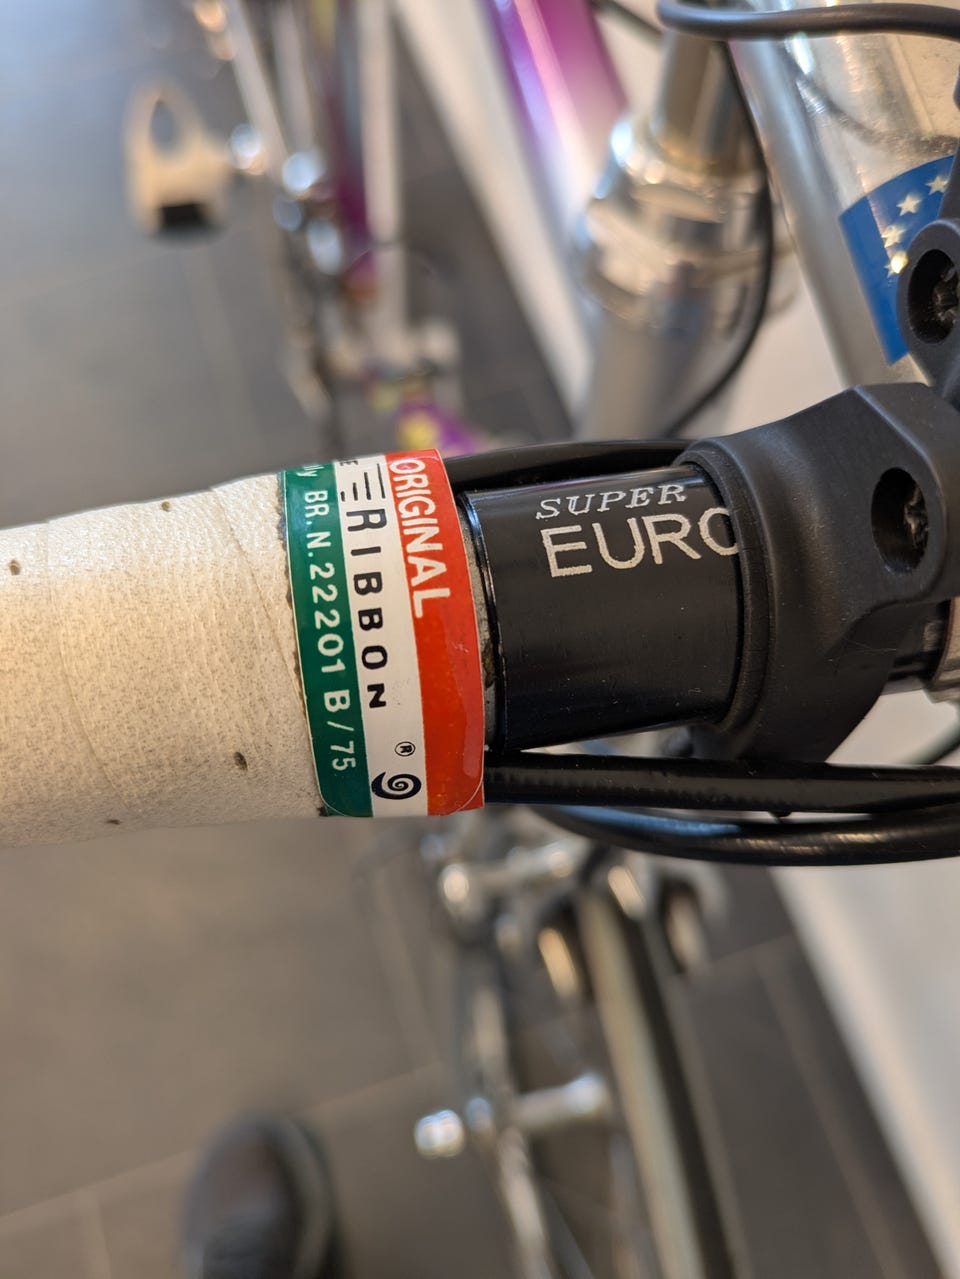 ORIGINAL
RIBBON ®
BR. N. 22201 B/75
SUPER
EURO